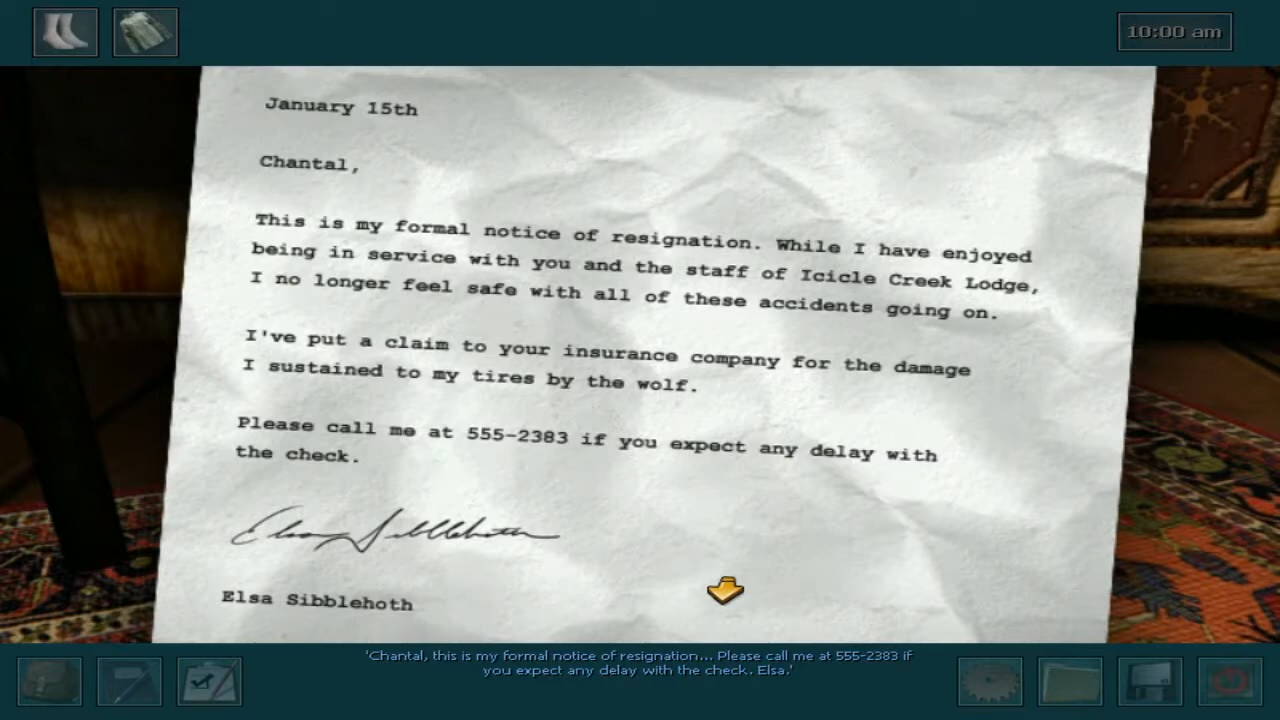 10:00 am
January 15th
Chantal,
This is my formal notice of resignation. While I have enjoyed
being in service with you and the staff of Icicle Creek Lodge,
I no longer feel safe with all of these accidents going on.
I've put a claim to your insurance company for the damage
I sustained to my tires by the wolf.
Please call me at 555-2383 if you expect any delay with
the check.
Elsa Sibblehoth
Elsa Sibblehoth
'Chantal, this is my formal notice of resignation... Please call me at 555-2383 if
you expect any delay with the check. Elsa.'